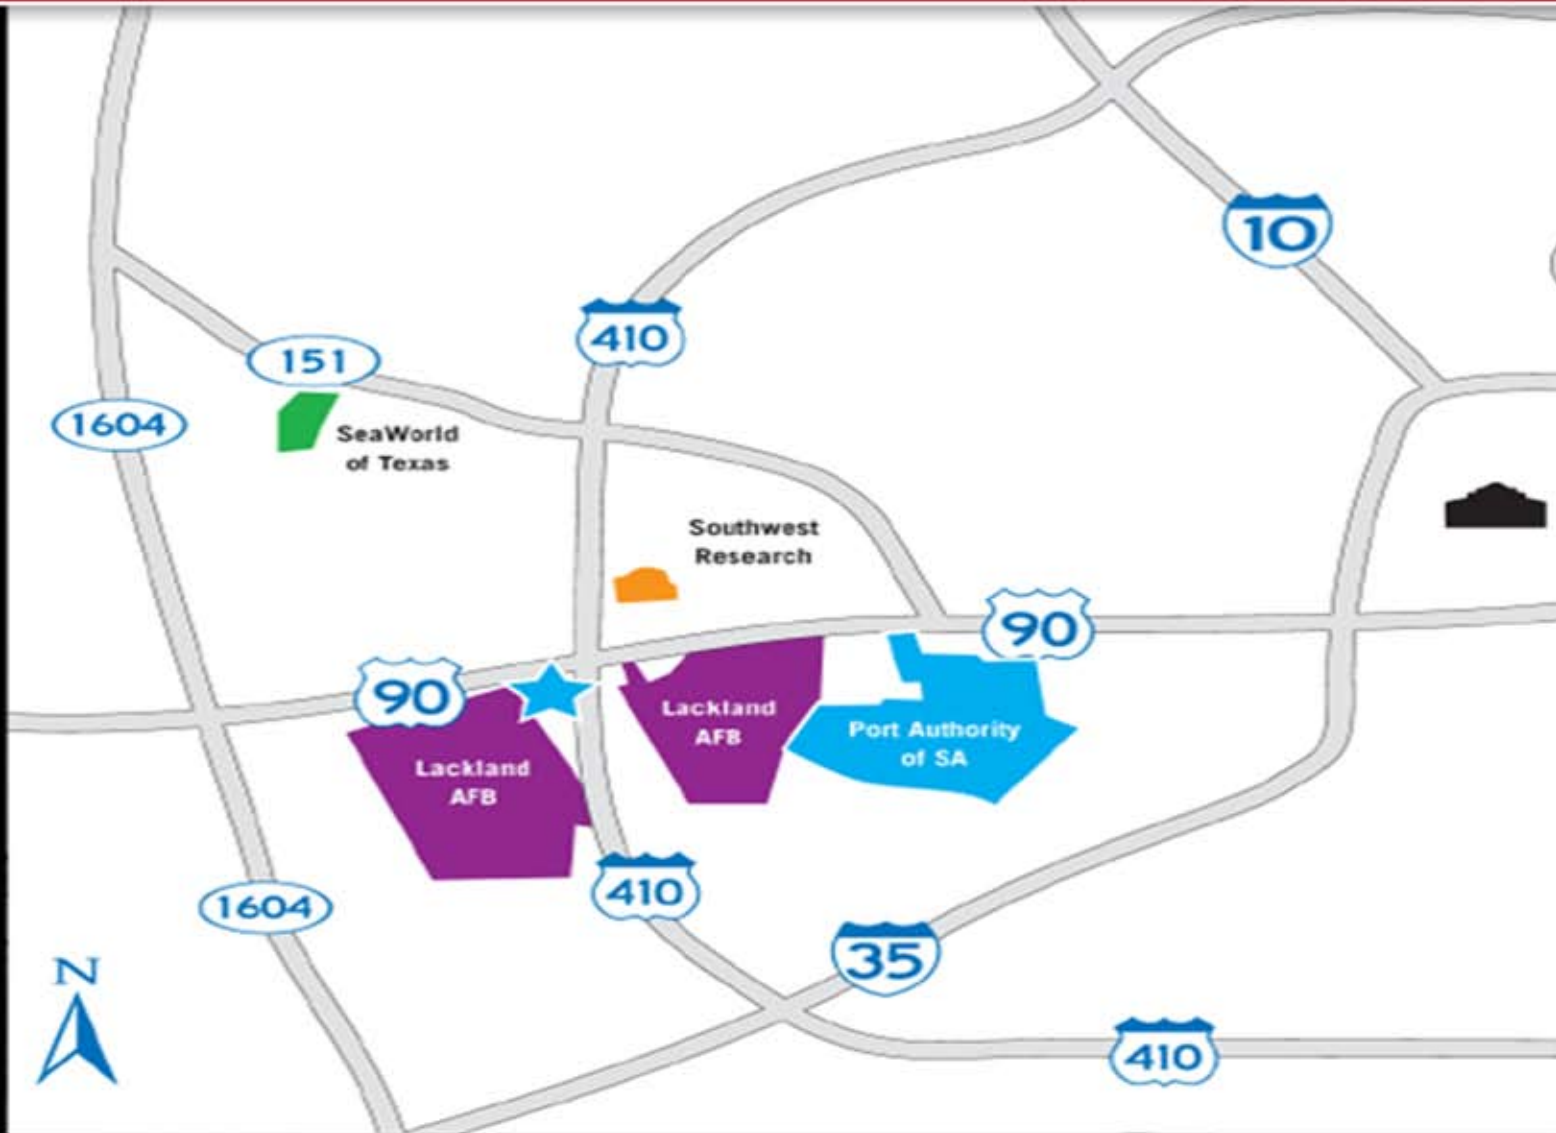 10
410
151
1604
SeaWorld
of Texas
Southwest
Research
90
90
Lackland
AFB
Port Authority
of SA
Lackland
AFB
410
1604
35
N
410